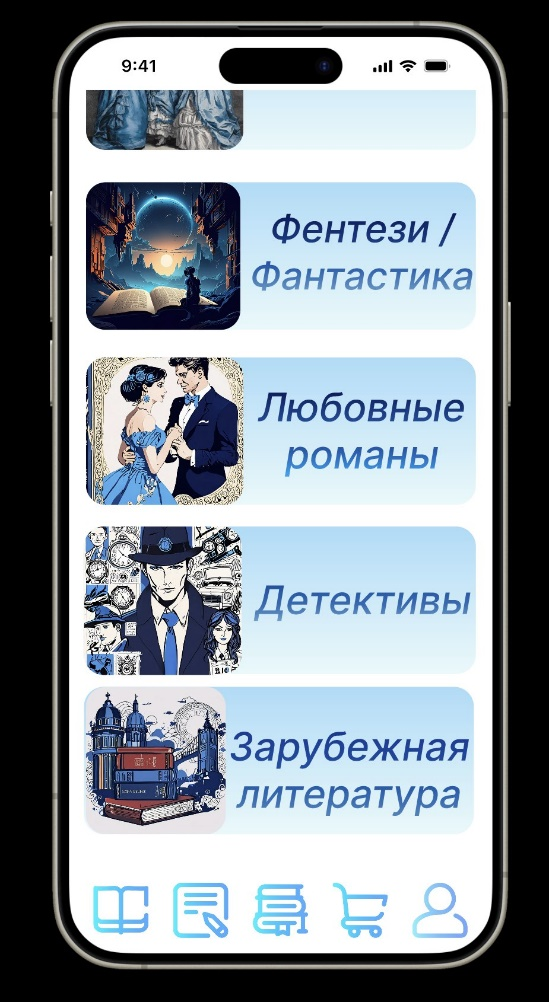 9:41
Фентези /
Фантастика
Любовные
романы
Детективы
Зарубежная
литература